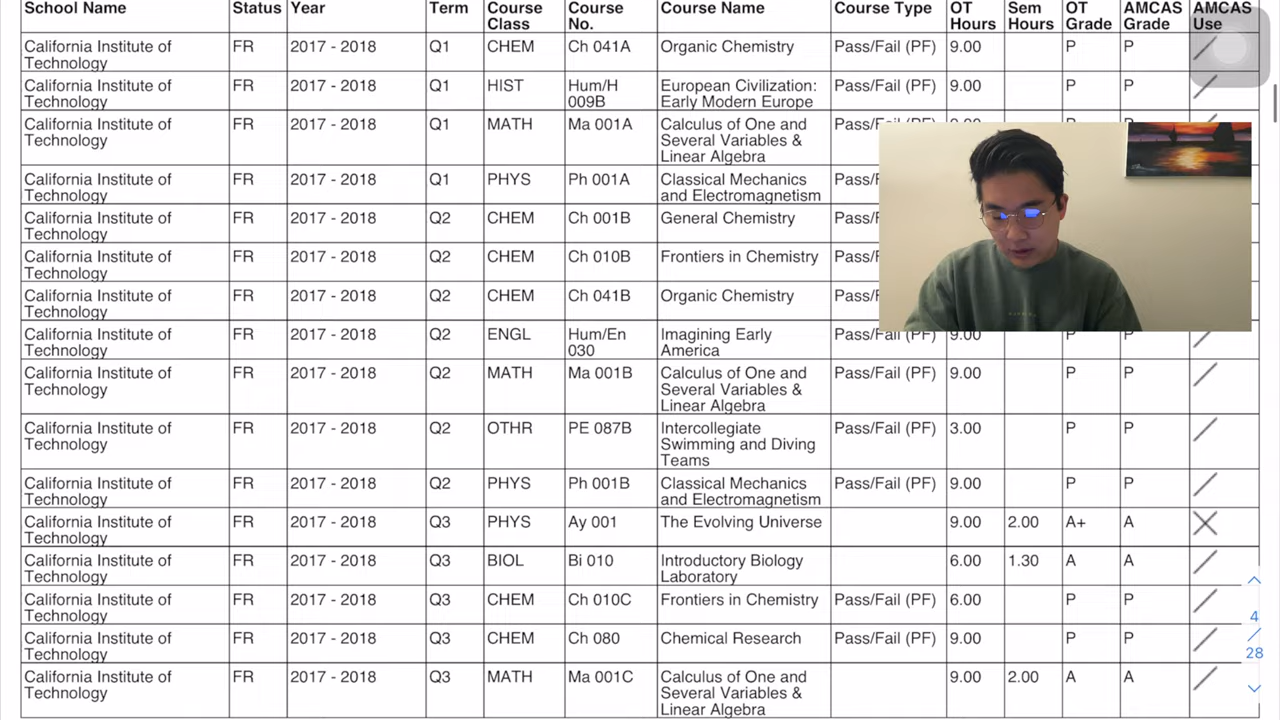 School Name Status Year Term Course Class Course No. Course Name Course Type OT Hours Sem Hours OT Grade AMCAS Grade AMCAS Use
California Institute of Technology FR 2017 - 2018 Q1 CHEM Ch 041A Organic Chemistry Pass/Fail (PF) 9.00 P P
California Institute of Technology FR 2017 - 2018 Q1 HIST Hum/H 009B European Civilization: Early Modern Europe Pass/Fail (PF) 9.00 P P
California Institute of Technology FR 2017 - 2018 Q1 MATH Ma 001A Calculus of One and Several Variables & Linear Algebra
California Institute of Technology FR 2017 - 2018 Q1 PHYS Ph 001A Classical Mechanics and Electromagnetism Pass/F
California Institute of Technology FR 2017 - 2018 Q2 CHEM Ch 001B General Chemistry Pass/F
California Institute of Technology FR 2017 - 2018 Q2 CHEM Ch 010B Frontiers in Chemistry Pass/F
California Institute of Technology FR 2017 - 2018 Q2 CHEM Ch 041B Organic Chemistry Pass/F
California Institute of Technology FR 2017 - 2018 Q2 ENGL Hum/En 030 Imagining Early America Pass/Fail (PF) 9.00 P P
California Institute of Technology FR 2017 - 2018 Q2 MATH Ma 001B Calculus of One and Several Variables & Linear Algebra Pass/Fail (PF) 9.00 P P
California Institute of Technology FR 2017 - 2018 Q2 OTHR PE 087B Intercollegiate Swimming and Diving Teams Pass/Fail (PF) 3.00 P P
California Institute of Technology FR 2017 - 2018 Q2 PHYS Ph 001B Classical Mechanics and Electromagnetism Pass/Fail (PF) 9.00 P P
California Institute of Technology FR 2017 - 2018 Q3 PHYS Ay 001 The Evolving Universe 9.00 2.00 A+ A
California Institute of Technology FR 2017 - 2018 Q3 BIOL Bi 010 Introductory Biology Laboratory 6.00 1.30 A A
California Institute of Technology FR 2017 - 2018 Q3 CHEM Ch 010C Frontiers in Chemistry Pass/Fail (PF) 6.00 P P
California Institute of Technology FR 2017 - 2018 Q3 CHEM Ch 080 Chemical Research Pass/Fail (PF) 9.00 P P
California Institute of Technology FR 2017 - 2018 Q3 MATH Ma 001C Calculus of One and Several Variables & Linear Algebra 9.00 2.00 A A
4
28